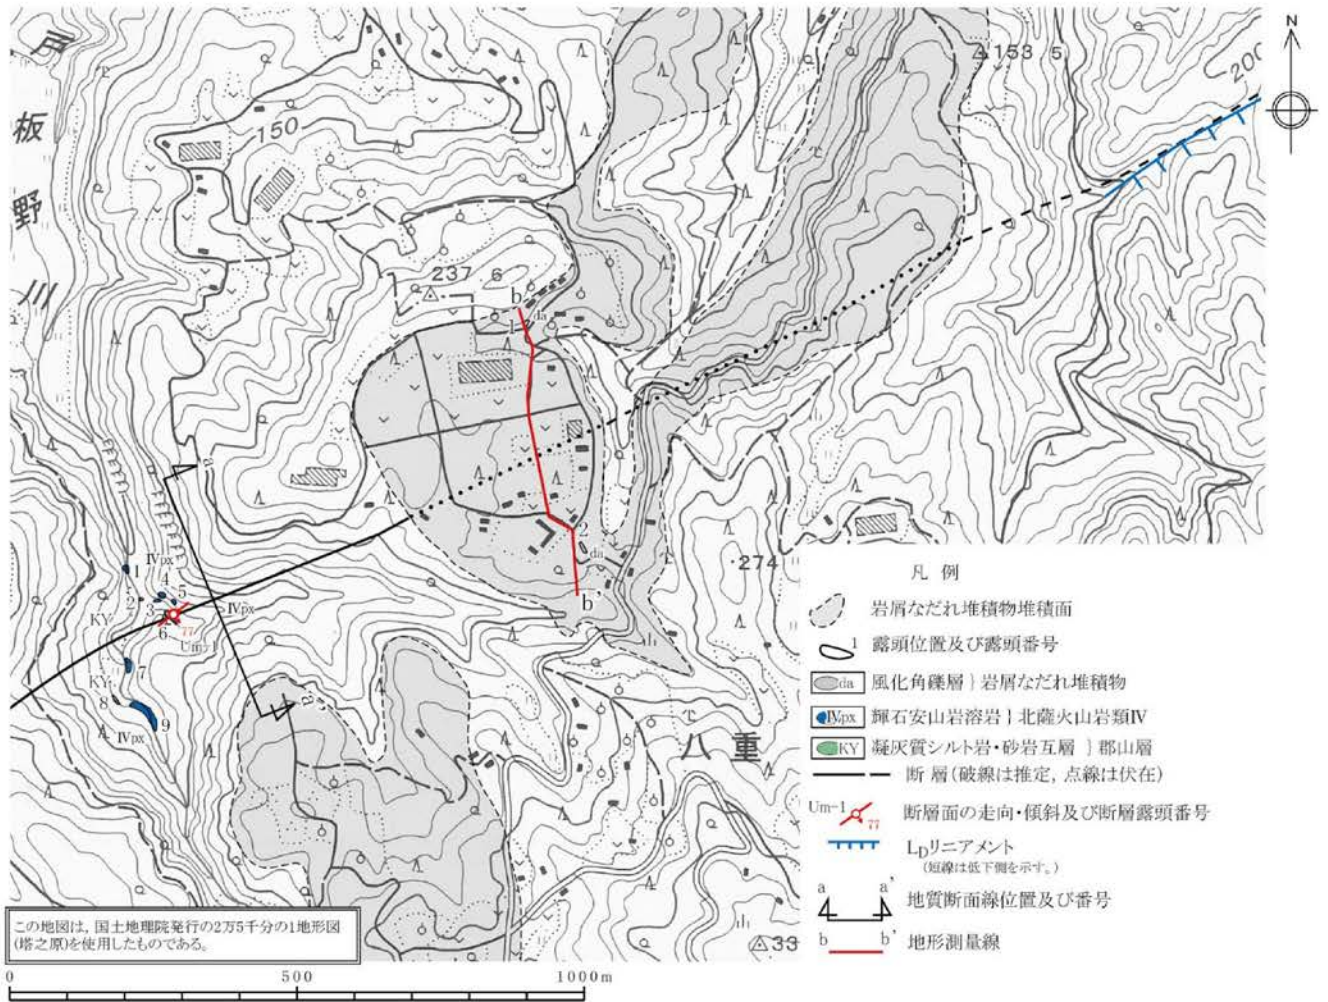 戸
板
野
川
150
153 5
200
N
237 6
b
1
da
2
da
b'
・274
a
a'
IVpx
1
4
5
2
3
IVpx
KY
6
77
Um-1
7
KY
8
9
IVpx
八 重
33
凡 例
岩屑なだれ堆積物堆積面
1 露頭位置及び露頭番号
da 風化角礫層 } 岩屑なだれ堆積物
IVpx 輝石安山岩溶岩 } 北薩火山岩類IV
KY 凝灰質シルト岩・砂岩互層 } 郡山層
断 層 (破線は推定, 点線は伏在)
Um-1 77 断層面の走向・傾斜及び断層露頭番号
LDリニアメント
(短線は低下側を示す。)
a a' 地質断面線位置及び番号
b b' 地形測量線
この地図は, 国土地理院発行の2万5千分の1地形図
(塔之原)を使用したものである。
0 500 1000m